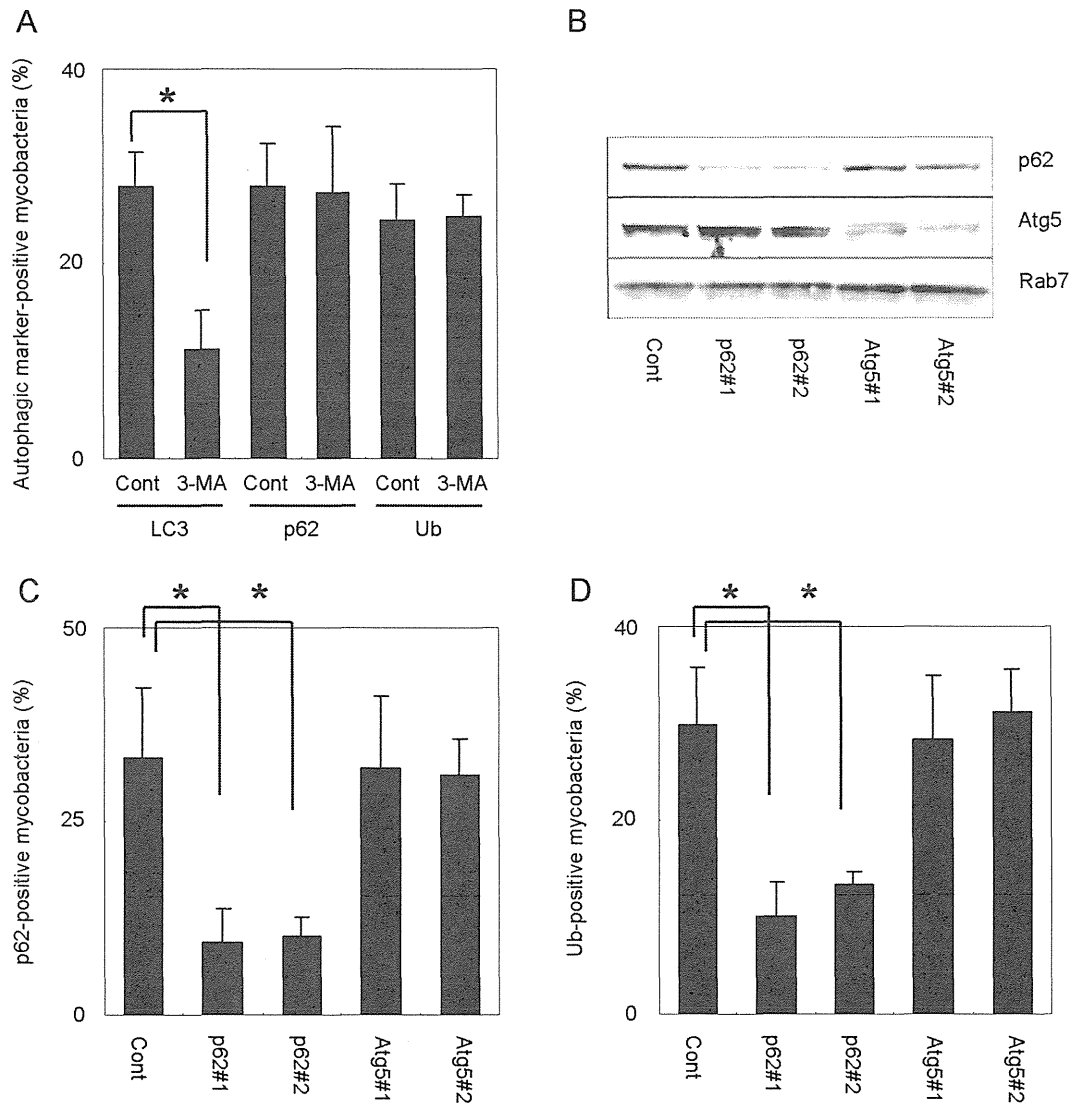 A
Autophagic marker-positive mycobacteria (%)
40
20
0
*
Cont 3-MA Cont 3-MA Cont 3-MA
LC3 p62 Ub
B
p62
Atg5
Rab7
Cont p62#1 p62#2 Atg5#1 Atg5#2
C
p62-positive mycobacteria (%)
50
25
0
* *
Cont p62#1 p62#2 Atg5#1 Atg5#2
D
Ub-positive mycobacteria (%)
40
20
0
* *
Cont p62#1 p62#2 Atg5#1 Atg5#2